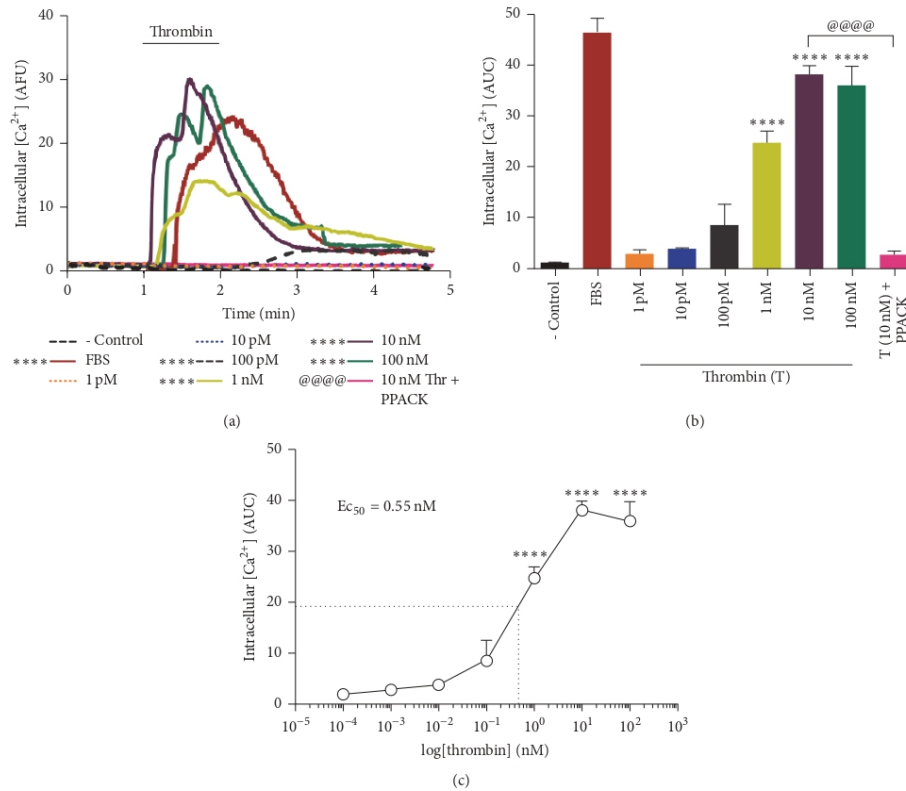 (a)
Intracellular [Ca²⁺] (AFU)
40
30
20
10
0
Thrombin
0 1 2 3 4 5
Time (min)
- Control
**** FBS
1 pM
10 pM
**** 100 pM
**** 1 nM
**** 10 nM
**** 100 nM
@@@@ 10 nM Thr +
PPACK
(b)
Intracellular [Ca²⁺] (AUC)
50
40
30
20
10
0
@@@@
**** **** ****
- Control
FBS
1 pM
10 pM
100 pM
1 nM
10 nM
100 nM
T (10 nM) +
PPACK
Thrombin (T)
Intracellular [Ca²⁺] (AUC)
50
40
30
20
10
0
Ec₅₀ = 0.55 nM
**** **** ****
10⁻⁵ 10⁻⁴ 10⁻³ 10⁻² 10⁻¹ 10⁰ 10¹ 10² 10³
log[thrombin] (nM)
(c)